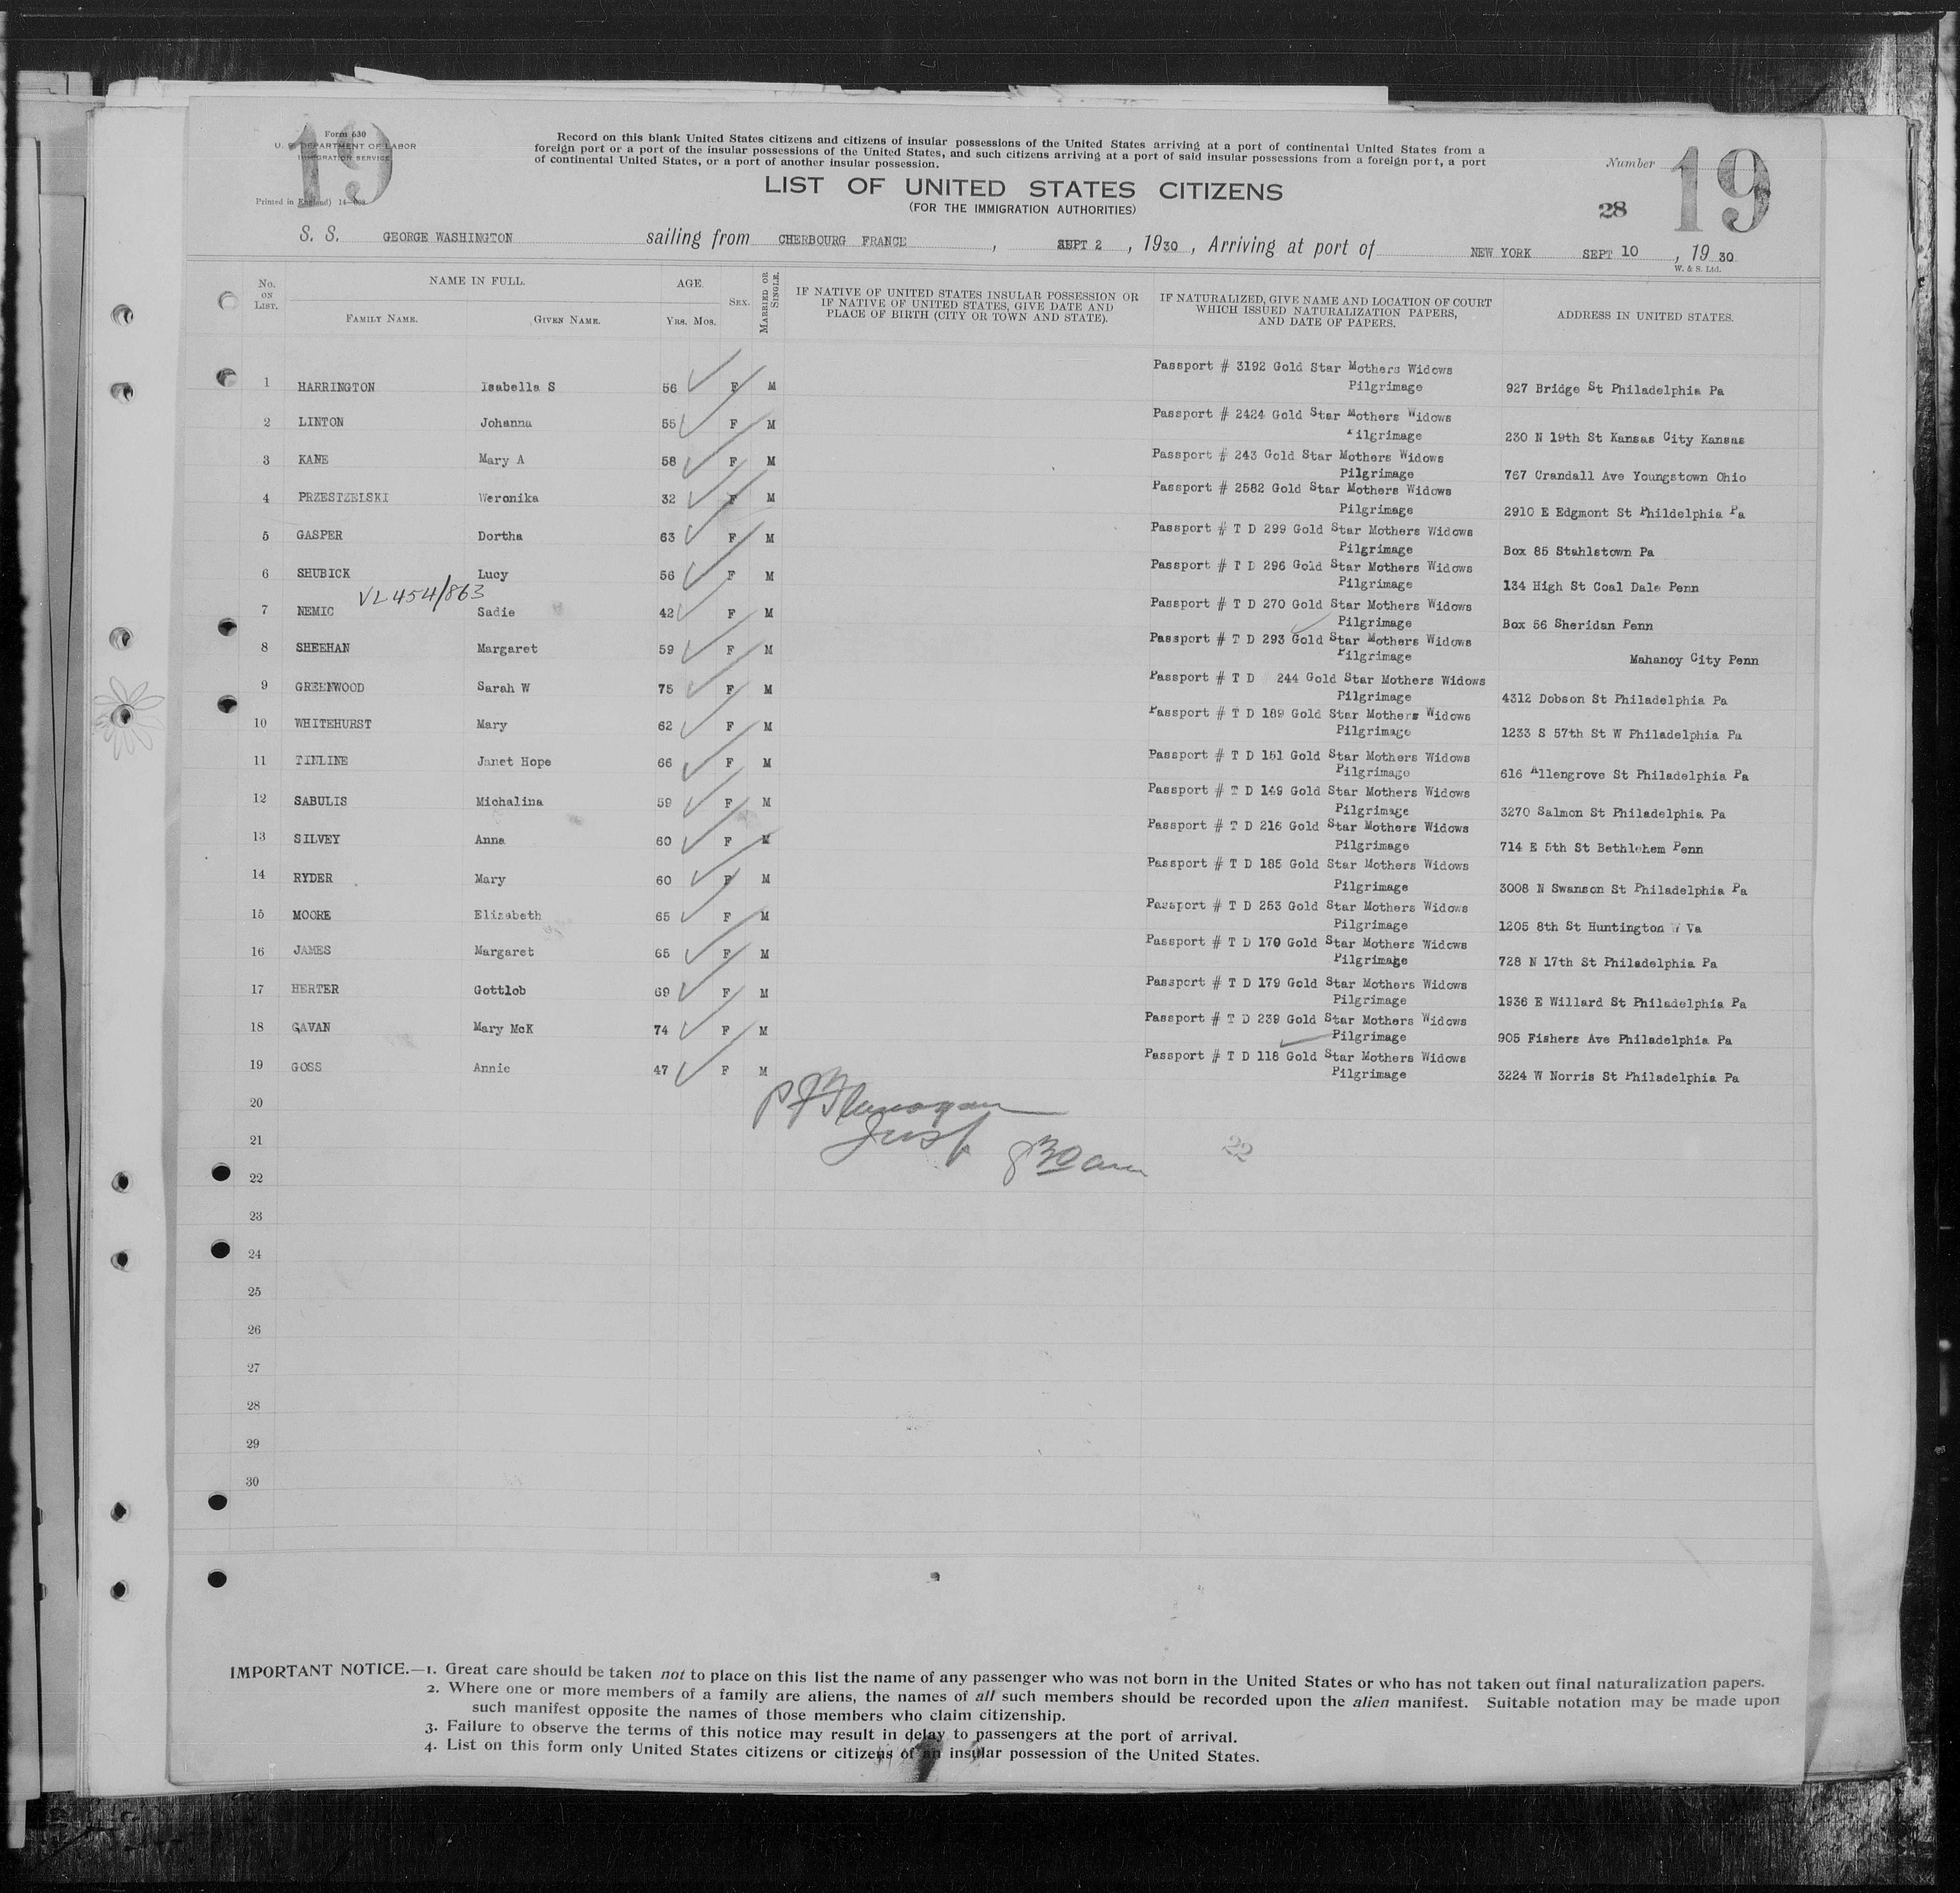 19
Form 630
U. S. DEPARTMENT OF LABOR
IMMIGRATION SERVICE
Printed in England) 14—
Record on this blank United States citizens and citizens of insular possessions of the United States arriving at a port of continental United States from a
foreign port or a port of the insular possessions of the United States, and such citizens arriving at a port of said insular possessions from a foreign port, a port
of continental United States, or a port of another insular possession.
Number 19
LIST OF UNITED STATES CITIZENS
(FOR THE IMMIGRATION AUTHORITIES)
28
S. S. GEORGE WASHINGTON sailing from CHERBOURG FRANCE , SEPT 2 , 1930 , Arriving at port of NEW YORK SEPT 10 , 19 30
W. & S. Ltd.
No. ON LIST. NAME IN FULL. AGE. SEX. MARRIED OR SINGLE. IF NATIVE OF UNITED STATES INSULAR POSSESSION OR IF NATIVE OF UNITED STATES, GIVE DATE AND PLACE OF BIRTH (CITY OR TOWN AND STATE). IF NATURALIZED, GIVE NAME AND LOCATION OF COURT WHICH ISSUED NATURALIZATION PAPERS, AND DATE OF PAPERS. ADDRESS IN UNITED STATES.
FAMILY NAME. GIVEN NAME. YRS. MOS.
Passport # 3192 Gold Star Mothers Widows
1 HARRINGTON Isabella S 56 F M Pilgrimage 927 Bridge St Philadelphia Pa
Passport # 2424 Gold Star Mothers Widows
2 LINTON Johanna 55 F M Pilgrimage 230 N 19th St Kansas City Kansas
Passport # 243 Gold Star Mothers Widows
3 KANE Mary A 58 F M Pilgrimage 767 Crandall Ave Youngstown Ohio
Passport # 2582 Gold Star Mothers Widows
4 PRZESTZELSKI Weronika 32 F M Pilgrimage 2910 E Edgmont St Phildelphia Pa
Passport # T D 299 Gold Star Mothers Widows
5 GASPER Dortha 63 F M Pilgrimage Box 85 Stahlstown Pa
Passport # T D 296 Gold Star Mothers Widows
6 SHUBICK Lucy 56 F M Pilgrimage 134 High St Coal Dale Penn
VL454/863
Passport # T D 270 Gold Star Mothers Widows
7 NEMIC Sadie 42 F M Pilgrimage Box 56 Sheridan Penn
Passport # T D 293 Gold Star Mothers Widows
8 SHEEHAN Margaret 59 F M Pilgrimage Mahanoy City Penn
Passport # T D 244 Gold Star Mothers Widows
9 GREENWOOD Sarah W 75 F M Pilgrimage 4312 Dobson St Philadelphia Pa
Passport # T D 189 Gold Star Mothers Widows
10 WHITEHURST Mary 62 F M Pilgrimage 1233 S 57th St W Philadelphia Pa
Passport # T D 151 Gold Star Mothers Widows
11 TINLINE Janet Hope 66 F M Pilgrimage 616 Allengrove St Philadelphia Pa
Passport # T D 149 Gold Star Mothers Widows
12 SABULIS Michalina 59 F M Pilgrimage 3270 Salmon St Philadelphia Pa
Passport # T D 216 Gold Star Mothers Widows
13 SILVEY Anna 60 F M Pilgrimage 714 E 5th St Bethlehem Penn
Passport # T D 185 Gold Star Mothers Widows
14 RYDER Mary 60 F M Pilgrimage 3008 N Swanson St Philadelphia Pa
Passport # T D 253 Gold Star Mothers Widows
15 MOORE Elizabeth 65 F M Pilgrimage 1205 8th St Huntington W Va
Passport # T D 170 Gold Star Mothers Widows
16 JAMES Margaret 65 F M Pilgrimage 728 N 17th St Philadelphia Pa
Passport # T D 179 Gold Star Mothers Widows
17 HERTER Gottlob 69 F M Pilgrimage 1936 E Willard St Philadelphia Pa
Passport # T D 239 Gold Star Mothers Widows
18 GAVAN Mary McK 74 F M Pilgrimage 905 Fishers Ave Philadelphia Pa
Passport # T D 118 Gold Star Mothers Widows
19 GOSS Annie 47 F M Pilgrimage 3224 W Norris St Philadelphia Pa
20 P J Flanagan
21 Insp 22
22 8 30 am
23
24
25
26
27
28
29
30
IMPORTANT NOTICE.—1. Great care should be taken not to place on this list the name of any passenger who was not born in the United States or who has not taken out final naturalization papers.
2. Where one or more members of a family are aliens, the names of all such members should be recorded upon the alien manifest. Suitable notation may be made upon
such manifest opposite the names of those members who claim citizenship.
3. Failure to observe the terms of this notice may result in delay to passengers at the port of arrival.
4. List on this form only United States citizens or citizens of an insular possession of the United States.